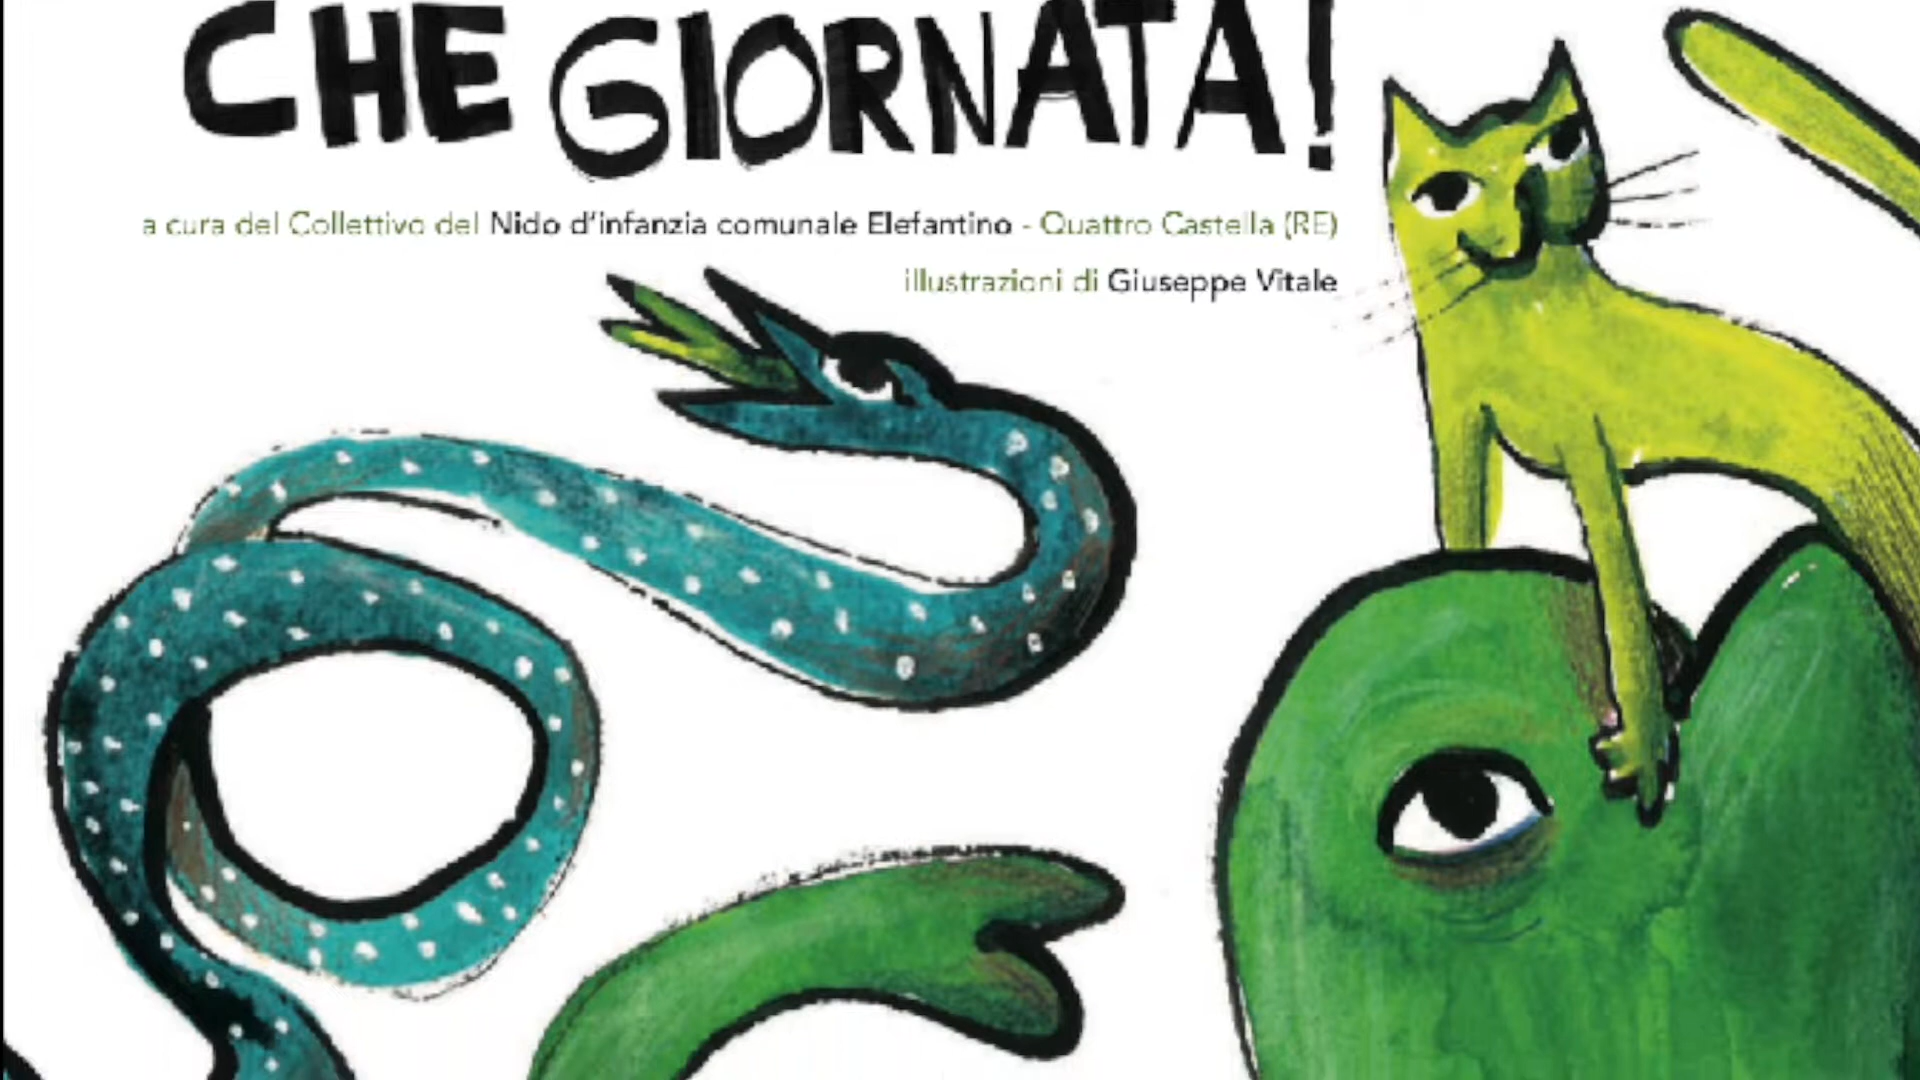 CHE GIORNATA!
a cura del Collettivo del Nido d'infanzia comunale Elefantino - Quattro Castella (RE)
illustrazioni di Giuseppe Vitale